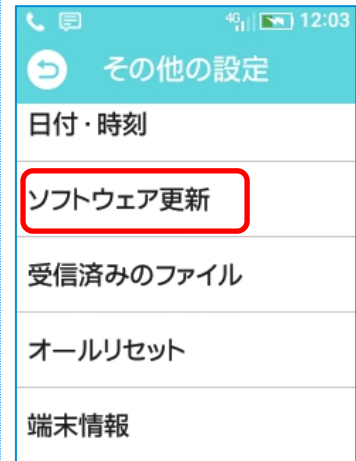 4G 12:03
その他の設定
日付・時刻
ソフトウェア更新
受信済みのファイル
オールリセット
端末情報